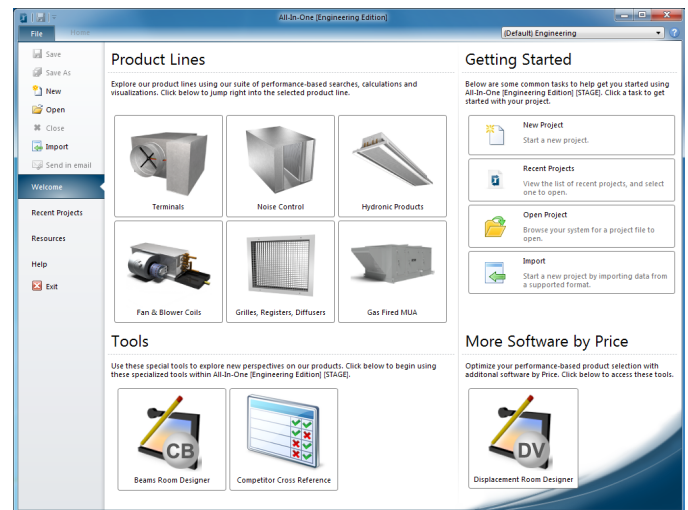 All-In-One [Engineering Edition]
File
Home
(Default) Engineering
Save
Save As
New
Open
Close
Import
Send in email
Welcome
Recent Projects
Resources
Help
Exit
Product Lines
Explore our product lines using our suite of performance-based searches, calculations and
visualizations. Click below to jump right into the selected product line.
Terminals
Noise Control
Hydronic Products
Fan & Blower Coils
Grilles, Registers, Diffusers
Gas Fired MUA
Tools
Use these special tools to explore new perspectives on our products. Click below to begin using
these specialized tools within All-In-One [Engineering Edition] [STAGE].
CB
Beams Room Designer
Competitor Cross Reference
Getting Started
Below are some common tasks to help get you started using
All-In-One [Engineering Edition] [STAGE]. Click a task to get
started with your project.
New Project
Start a new project.
Recent Projects
View the list of recent projects, and select
one to open.
Open Project
Browse your system for a project file to
open.
Import
Start a new project by importing data from
a supported format.
More Software by Price
Optimize your performance-based product selection with
additonal software by Price. Click below to access these tools.
DV
Displacement Room Designer